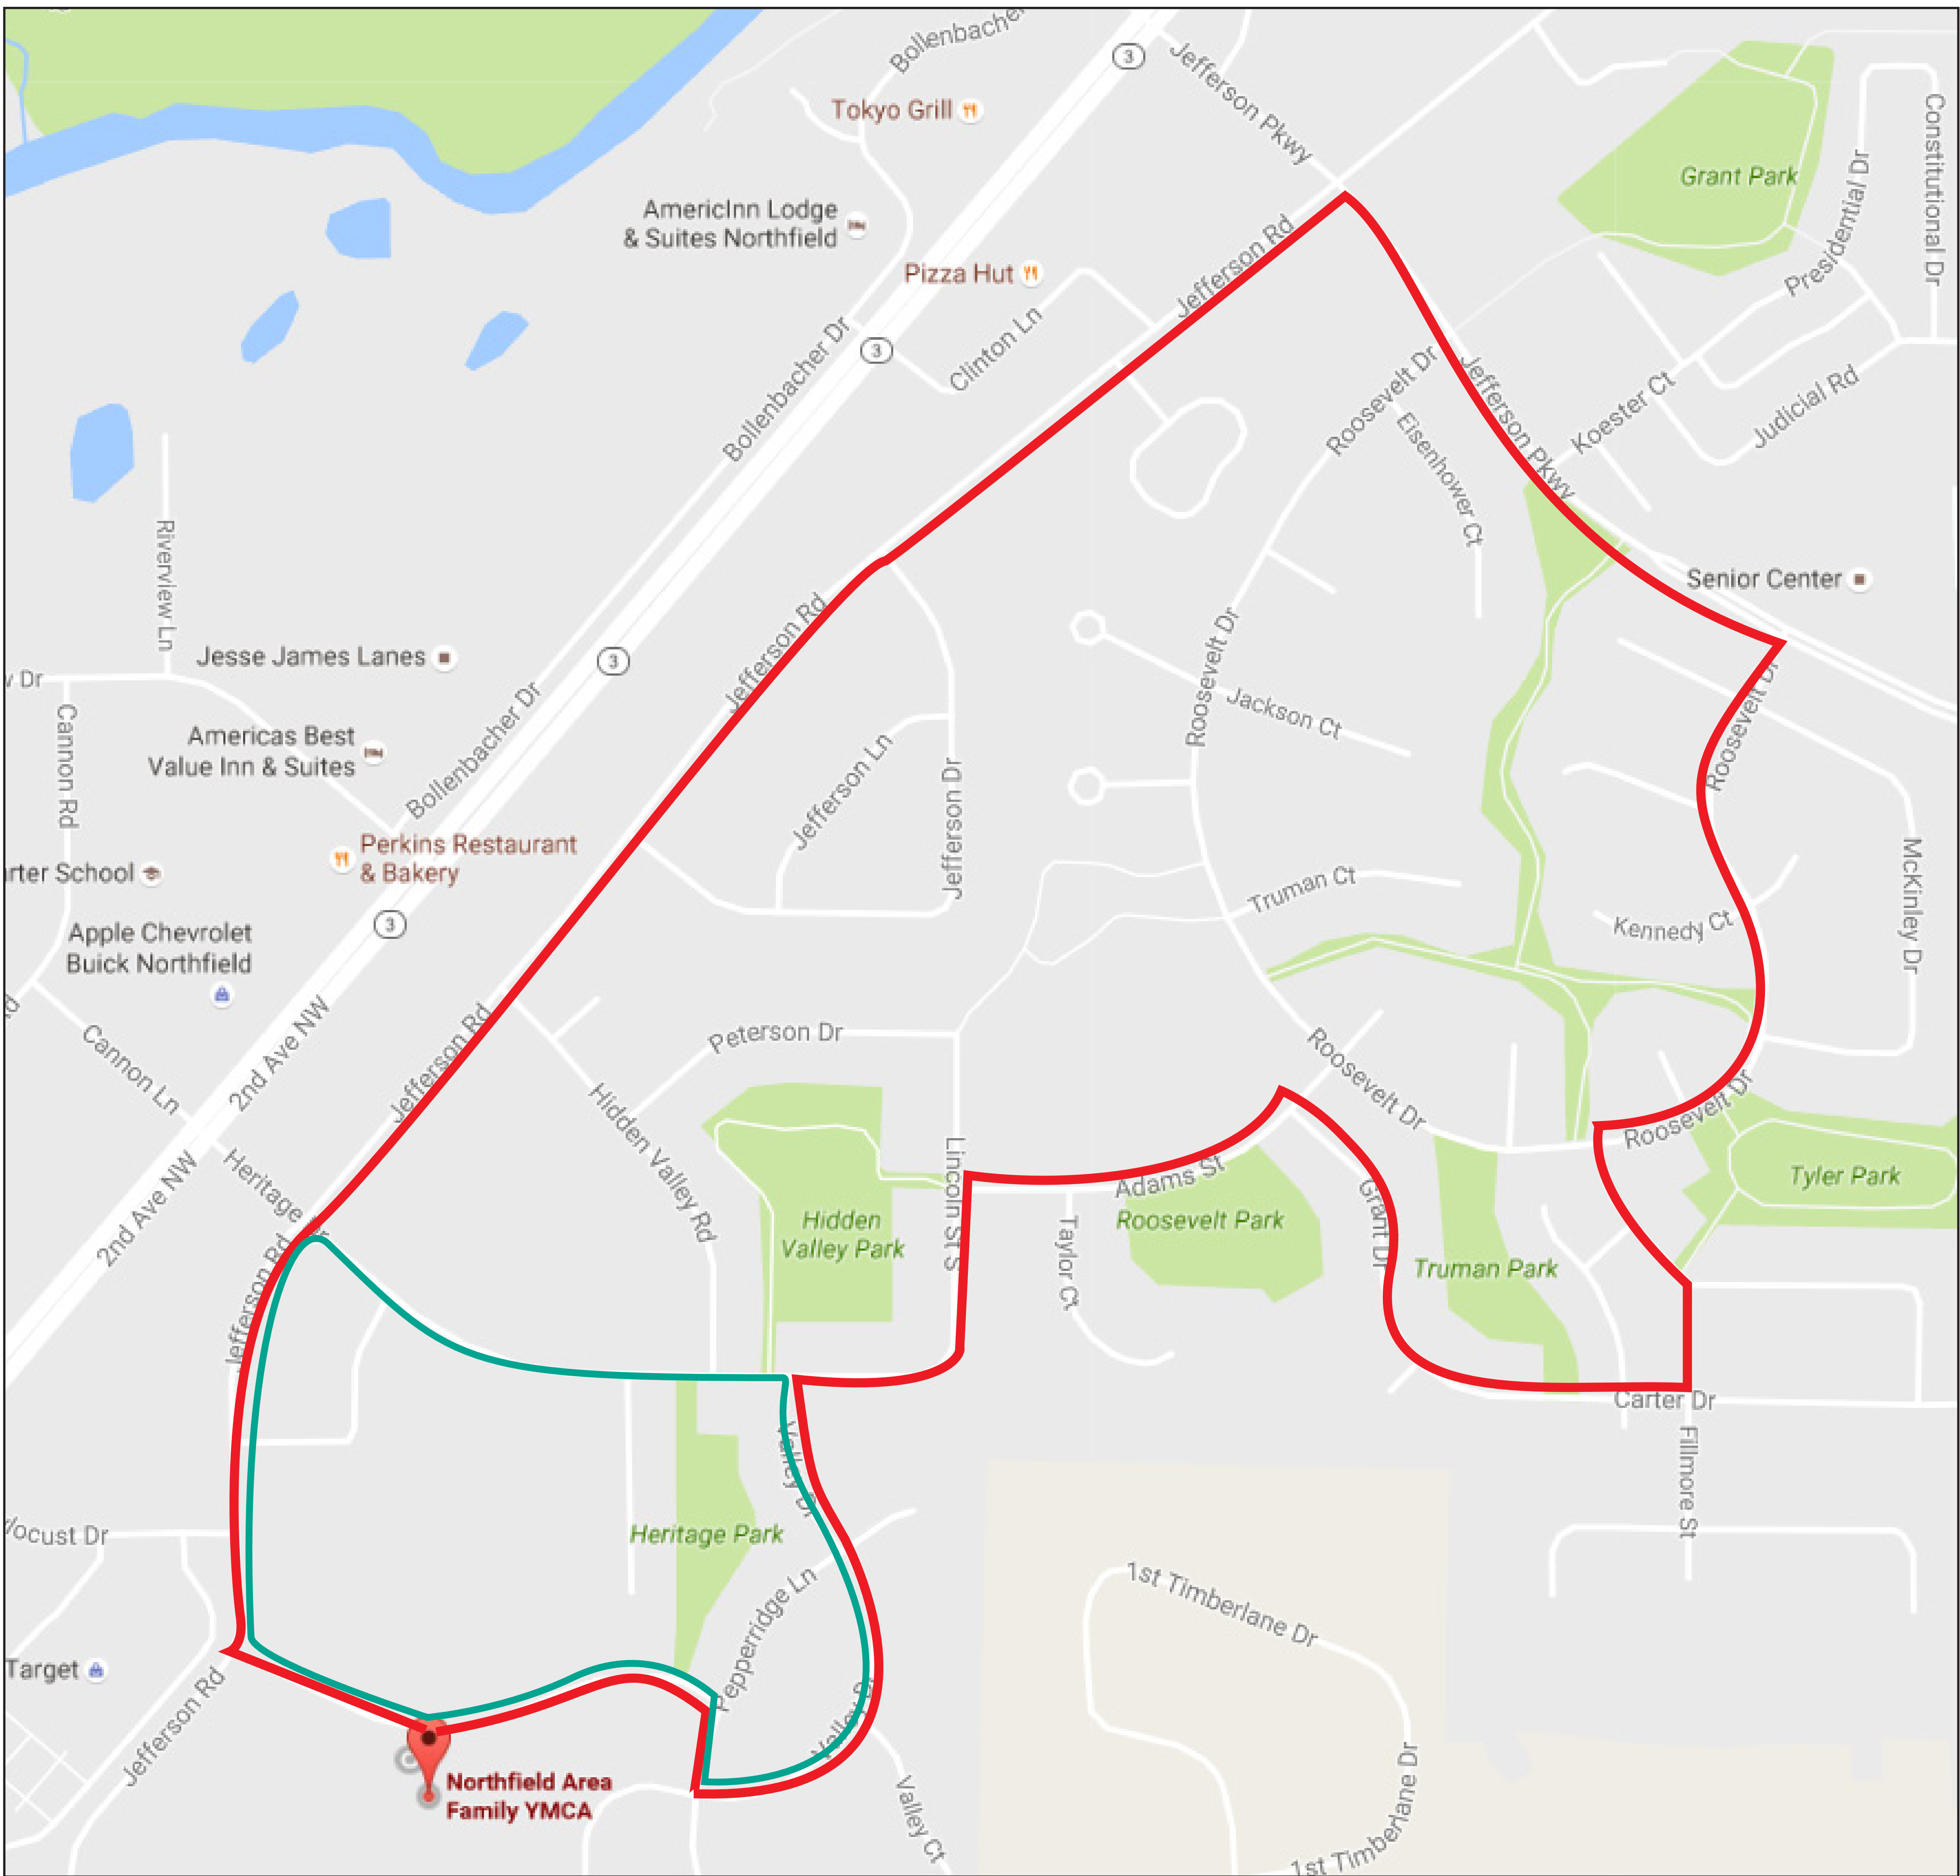 Bollenbacher
3
Jefferson Pkwy
Tokyo Grill
Constitutional Dr
Grant Park
Presidential Dr
AmericInn Lodge
& Suites Northfield
Pizza Hut
Jefferson Rd
Clinton Ln
Bollenbacher Dr
3
Roosevelt Dr
Jefferson Pkwy
Koester Ct
Judicial Rd
Eisenhower Ct
Riverview Ln
Senior Center
Jefferson Rd
Roosevelt Dr
Jesse James Lanes
3
Dr
Bollenbacher Dr
Jackson Ct
Roosevelt Dr
Cannon Rd
Americas Best
Value Inn & Suites
Jefferson Ln
Jefferson Dr
Perkins Restaurant
& Bakery
rter School
Truman Ct
McKinley Dr
3
Kennedy Ct
Apple Chevrolet
Buick Northfield
2nd Ave NW
Jefferson Rd
Cannon Ln
Peterson Dr
Roosevelt Dr
Hidden Valley Rd
Roosevelt Dr
Lincoln St S
2nd Ave NW
Heritage Dr
Adams St
Grant Dr
Tyler Park
Hidden
Valley Park
Roosevelt Park
Taylor Ct
Truman Park
Jefferson Rd
Carter Dr
Valley Dr
Fillmore St
ocust Dr
Heritage Park
Pepperridge Ln
1st Timberlane Dr
Target
Jefferson Rd
Valley Dr
Northfield Area
Family YMCA
Valley Ct
1st Timberlane Dr
1st Timberlane